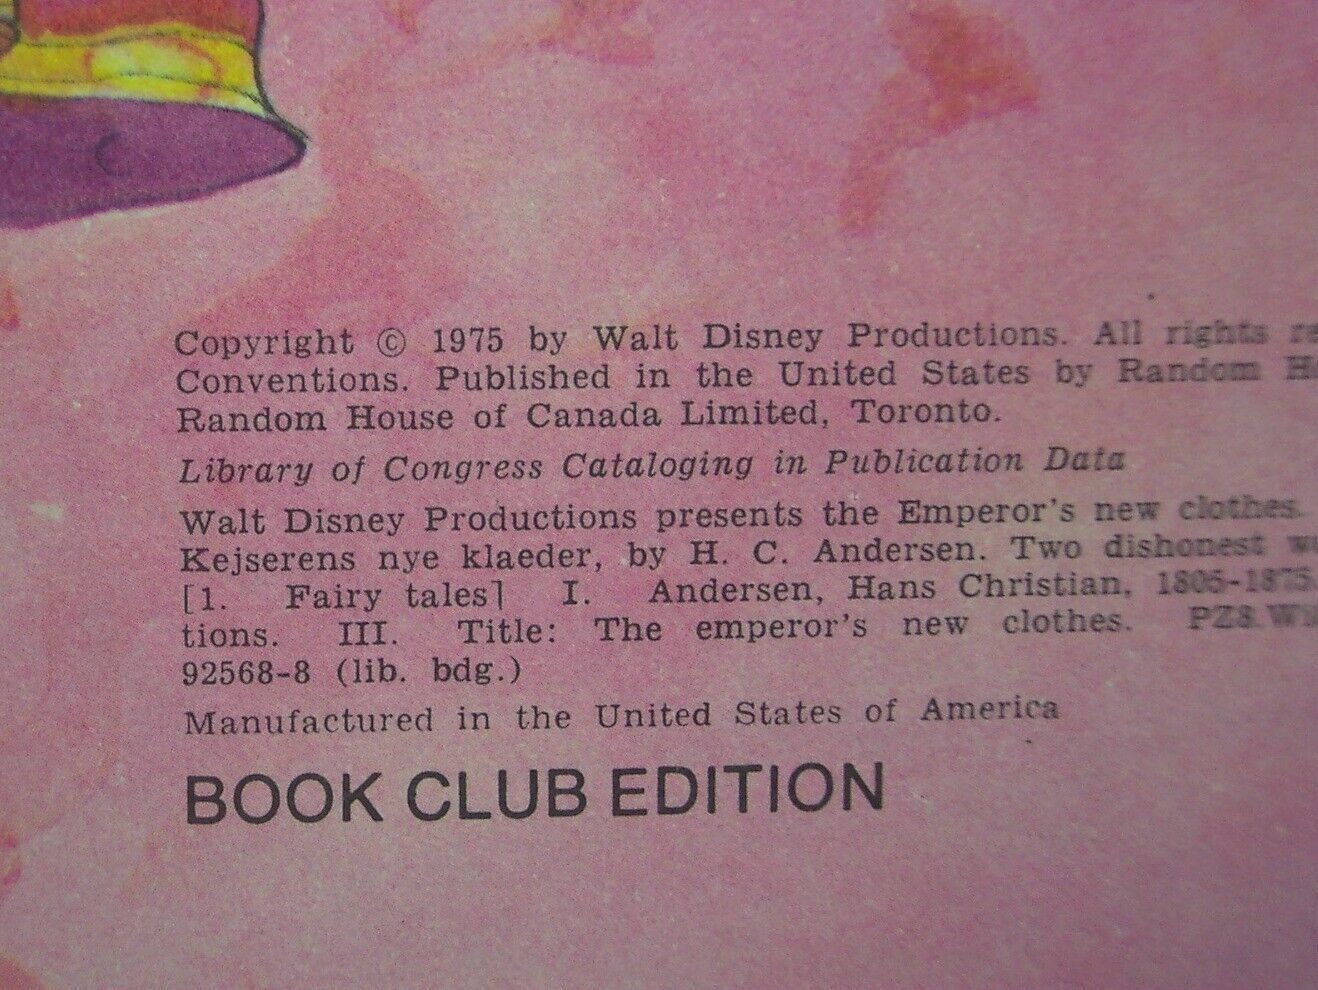 Copyright © 1975 by Walt Disney Productions. All rights
Conventions. Published in the United States by Random
Random House of Canada Limited, Toronto.
Library of Congress Cataloging in Publication Data
Walt Disney Productions presents the Emperor's new clothes.
Kejserens nye klaeder, by H. C. Andersen. Two dishonest
[1. Fairy tales] I. Andersen, Hans Christian, 1805-1875.
tions. III. Title: The emperor's new clothes. PZ8.
92568-8 (lib. bdg.)
Manufactured in the United States of America
BOOK CLUB EDITION